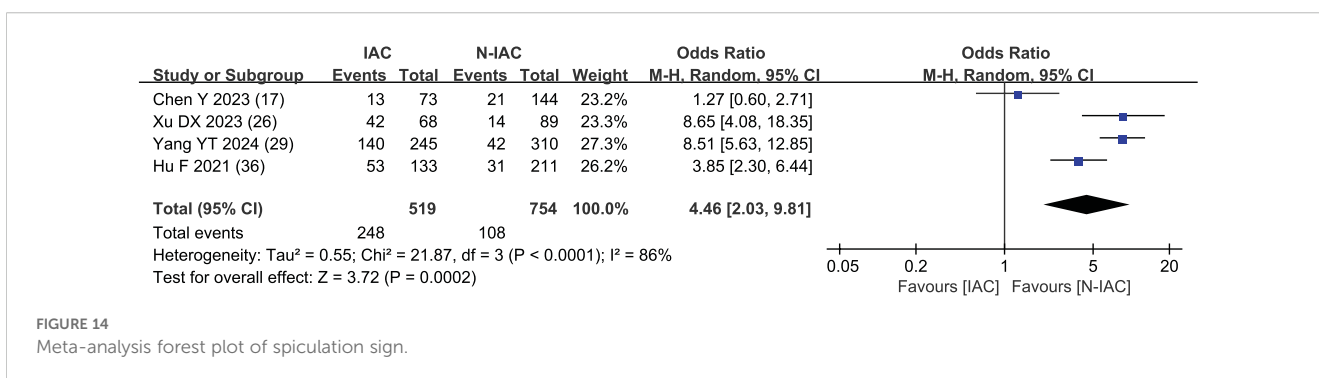 IAC N-IAC Odds Ratio Odds Ratio
Study or Subgroup Events Total Events Total Weight M-H, Random, 95% CI M-H, Random, 95% CI
Chen Y 2023 (17) 13 73 21 144 23.2% 1.27 [0.60, 2.71]
Xu DX 2023 (26) 42 68 14 89 23.3% 8.65 [4.08, 18.35]
Yang YT 2024 (29) 140 245 42 310 27.3% 8.51 [5.63, 12.85]
Hu F 2021 (36) 53 133 31 211 26.2% 3.85 [2.30, 6.44]
Total (95% CI) 519 754 100.0% 4.46 [2.03, 9.81]
Total events 248 108
Heterogeneity: Tau² = 0.55; Chi² = 21.87, df = 3 (P < 0.0001); I² = 86%
Test for overall effect: Z = 3.72 (P = 0.0002)
0.05 0.2 1 5 20
Favours [IAC] Favours [N-IAC]
FIGURE 14
Meta-analysis forest plot of spiculation sign.